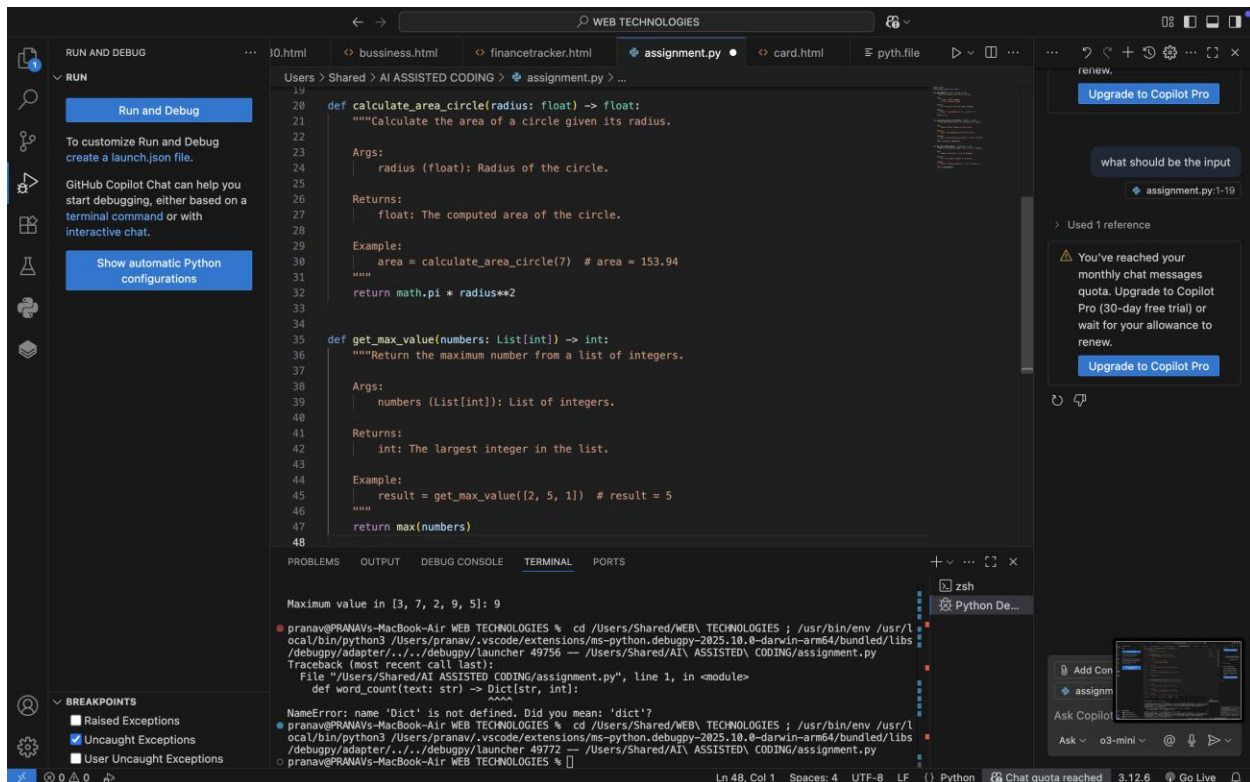 WEB TECHNOLOGIES
RUN AND DEBUG
RUN
Run and Debug
To customize Run and Debug
create a launch.json file.
GitHub Copilot Chat can help you
start debugging, either based on a
terminal command or with
interactive chat.
Show automatic Python
configurations
BREAKPOINTS
Raised Exceptions
Uncaught Exceptions
User Uncaught Exceptions
30.html bussiness.html financetracker.html assignment.py card.html pyth.file
Users > Shared > AI ASSISTED CODING > assignment.py > ...
19
20 def calculate_area_circle(radius: float) -> float:
21 """Calculate the area of a circle given its radius.
22
23 Args:
24 radius (float): Radius of the circle.
25
26 Returns:
27 float: The computed area of the circle.
28
29 Example:
30 area = calculate_area_circle(7) # area ≈ 153.94
31 """
32 return math.pi * radius**2
33
34
35 def get_max_value(numbers: List[int]) -> int:
36 """Return the maximum number from a list of integers.
37
38 Args:
39 numbers (List[int]): List of integers.
40
41 Returns:
42 int: The largest integer in the list.
43
44 Example:
45 result = get_max_value([2, 5, 1]) # result = 5
46 """
47 return max(numbers)
48
PROBLEMS OUTPUT DEBUG CONSOLE TERMINAL PORTS
Maximum value in [3, 7, 2, 9, 5]: 9
pranav@PRANAVs-MacBook-Air WEB TECHNOLOGIES % cd /Users/Shared/WEB\ TECHNOLOGIES ; /usr/bin/env /usr/l
ocal/bin/python3 /Users/pranav/.vscode/extensions/ms-python.debugpy-2025.10.0-darwin-arm64/bundled/libs
/debugpy/adapter/../../debugpy/launcher 49756 -- /Users/Shared/AI\ ASSISTED\ CODING/assignment.py
Traceback (most recent call last):
File "/Users/Shared/AI ASSISTED CODING/assignment.py", line 1, in <module>
def word_count(text: str) -> Dict[str, int]:
^^^^
NameError: name 'Dict' is not defined. Did you mean: 'dict'?
pranav@PRANAVs-MacBook-Air WEB TECHNOLOGIES % cd /Users/Shared/WEB\ TECHNOLOGIES ; /usr/bin/env /usr/l
ocal/bin/python3 /Users/pranav/.vscode/extensions/ms-python.debugpy-2025.10.0-darwin-arm64/bundled/libs
/debugpy/adapter/../../debugpy/launcher 49772 -- /Users/Shared/AI\ ASSISTED\ CODING/assignment.py
pranav@PRANAVs-MacBook-Air WEB TECHNOLOGIES %
zsh
Python De...
renew.
Upgrade to Copilot Pro
what should be the input
assignment.py:1-19
Used 1 reference
You've reached your
monthly chat messages
quota. Upgrade to Copilot
Pro (30-day free trial) or
wait for your allowance to
renew.
Upgrade to Copilot Pro
Add Con
assignm
Ask Copilot
Ask o3-mini
0 0 Ln 48, Col 1 Spaces: 4 UTF-8 LF {} Python Chat quota reached 3.12.6 Go Live